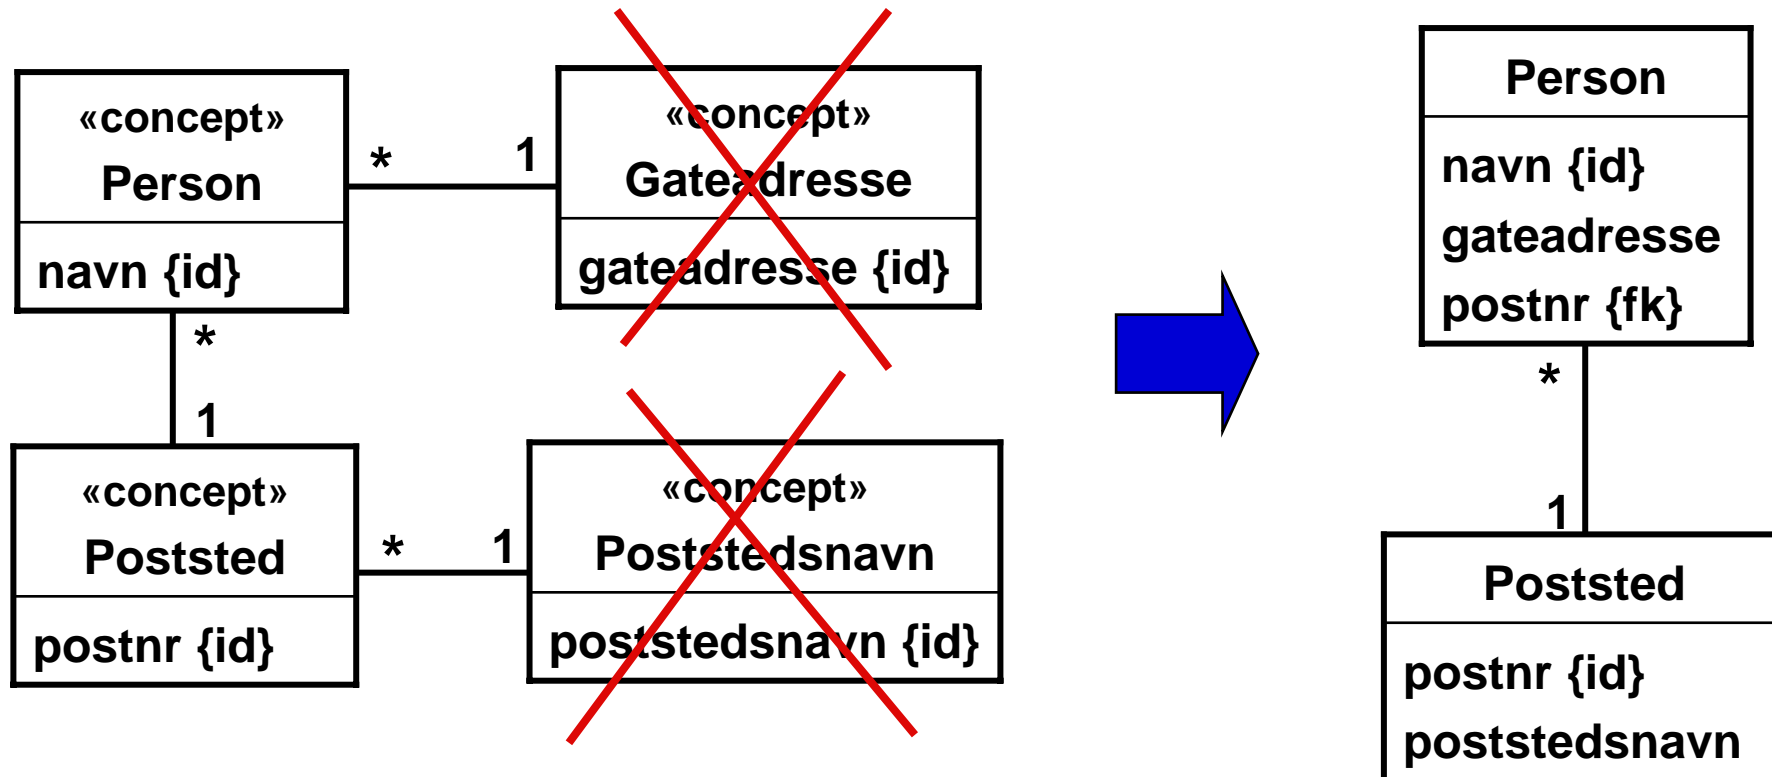 «concept»
Person
navn {id}
*
1
«concept»
Gateadresse
gateadresse {id}
*
1
«concept»
Poststed
postnr {id}
*
1
«concept»
Poststedsnavn
poststedsnavn {id}
Person
navn {id}
gateadresse
postnr {fk}
*
1
Poststed
postnr {id}
poststedsnavn